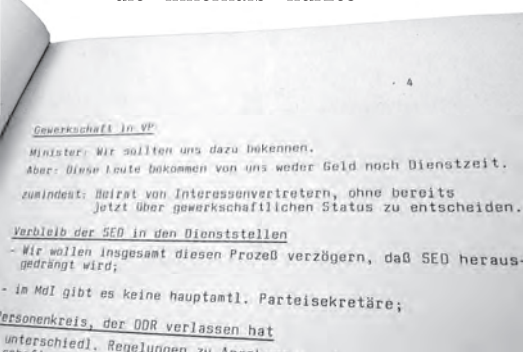 - 4
Gewerkschaft in VP
Minister: Wir sollten uns dazu bekennen.
Aber: Diese Leute bekommen von uns weder Geld noch Dienstzeit.
zumindest: Beirat von Interessenvertretern, ohne bereits
jetzt über gewerkschaftlichen Status zu entscheiden.
Verbleib der SED in den Dienststellen
- Wir wollen insgesamt diesen Prozeß verzögern, daß SED heraus-
gedrängt wird;
- im MdI gibt es keine hauptamtl. Parteisekretäre;
Personenkreis, der DDR verlassen hat
unterschiedl. Regelungen zu